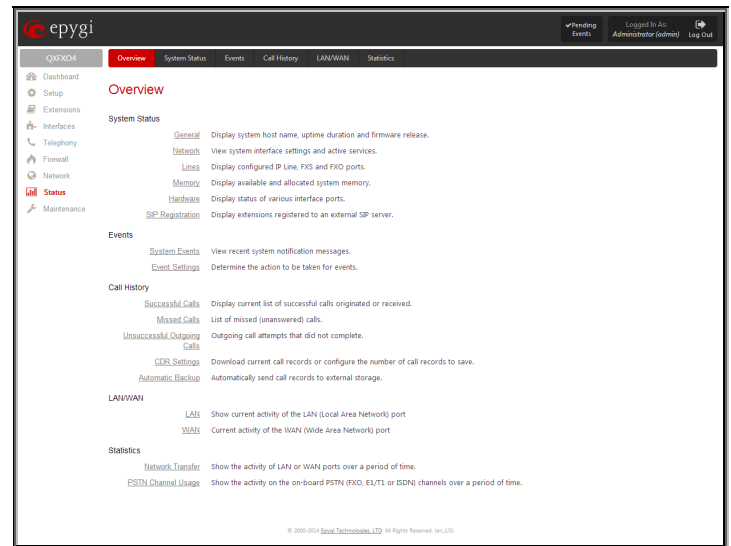 epygi
✔Pending Events
Logged In As: Administrator (admin)
Log Out
QXFXO4
Overview System Status Events Call History LAN/WAN Statistics
Dashboard
Setup
Extensions
Interfaces
Telephony
Firewall
Network
Status
Maintenance
Overview
System Status
General Display system host name, uptime duration and firmware release.
Network View system interface settings and active services.
Lines Display configured IP Line, FXS and FXO ports.
Memory Display available and allocated system memory.
Hardware Display status of various interface ports.
SIP Registration Display extensions registered to an external SIP server.
Events
System Events View recent system notification messages.
Event Settings Determine the action to be taken for events.
Call History
Successful Calls Display current list of successful calls originated or received.
Missed Calls List of missed (unanswered) calls.
Unsuccessful Outgoing Calls Outgoing call attempts that did not complete.
CDR Settings Download current call records or configure the number of call records to save.
Automatic Backup Automatically send call records to external storage.
LAN/WAN
LAN Show current activity of the LAN (Local Area Network) port
WAN Current activity of the WAN (Wide Area Network) port
Statistics
Network Transfer Show the activity of LAN or WAN ports over a period of time.
PSTN Channel Usage Show the activity on the on-board PSTN (FXO, E1/T1 or ISDN) channels over a period of time.
© 2000-2014 Epygi Technologies, LTD. All Rights Reserved. (en_US)